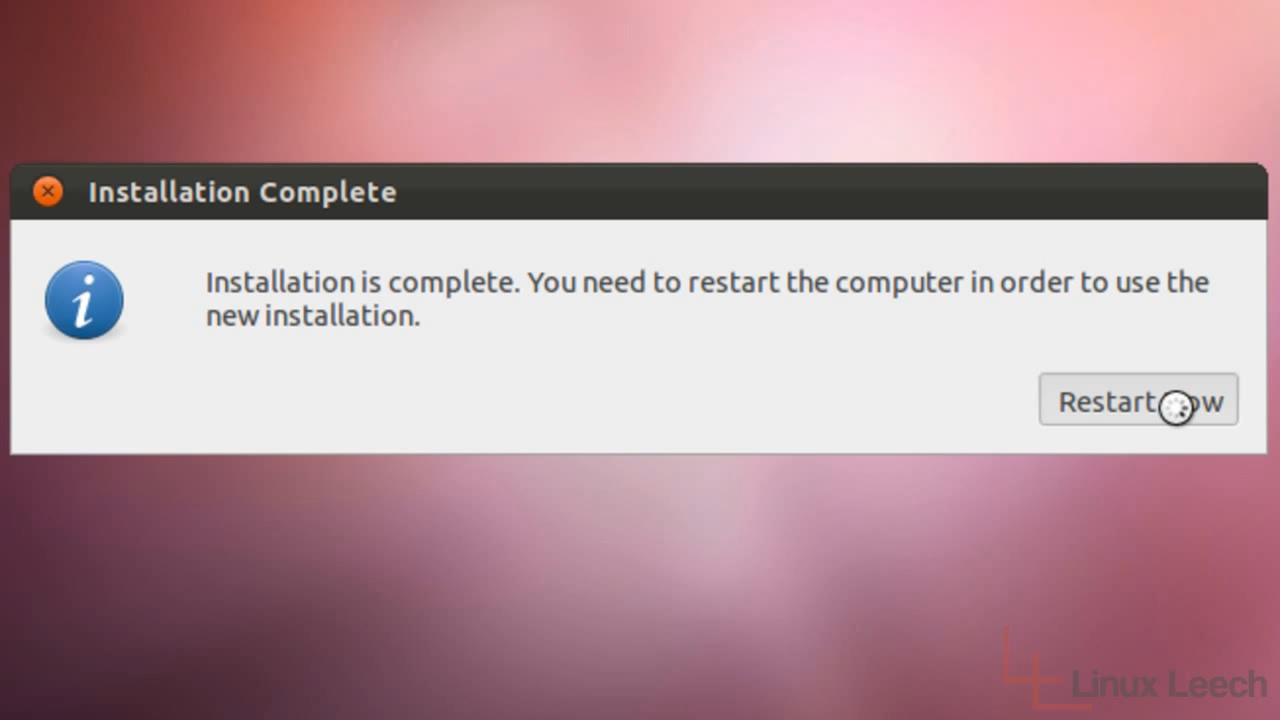 Installation Complete
Installation is complete. You need to restart the computer in order to use the
new installation.
Restart
Linux Leech